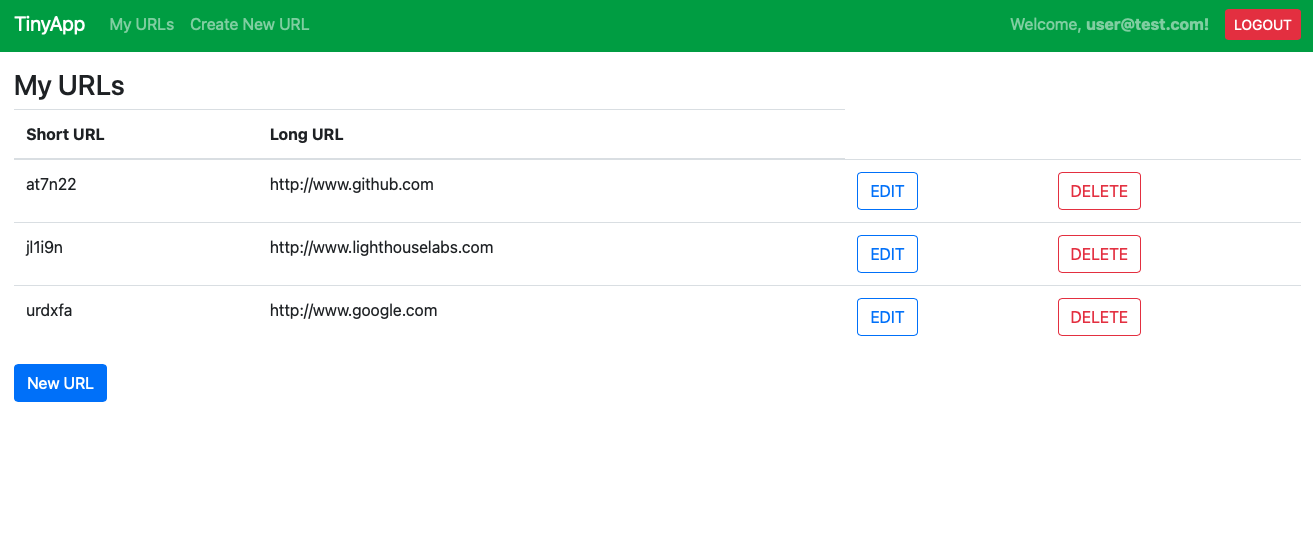 TinyApp My URLs Create New URL Welcome, user@test.com! LOGOUT
My URLs
Short URL Long URL
at7n22 http://www.github.com EDIT DELETE
jl1i9n http://www.lighthouselabs.com EDIT DELETE
urdxfa http://www.google.com EDIT DELETE
New URL